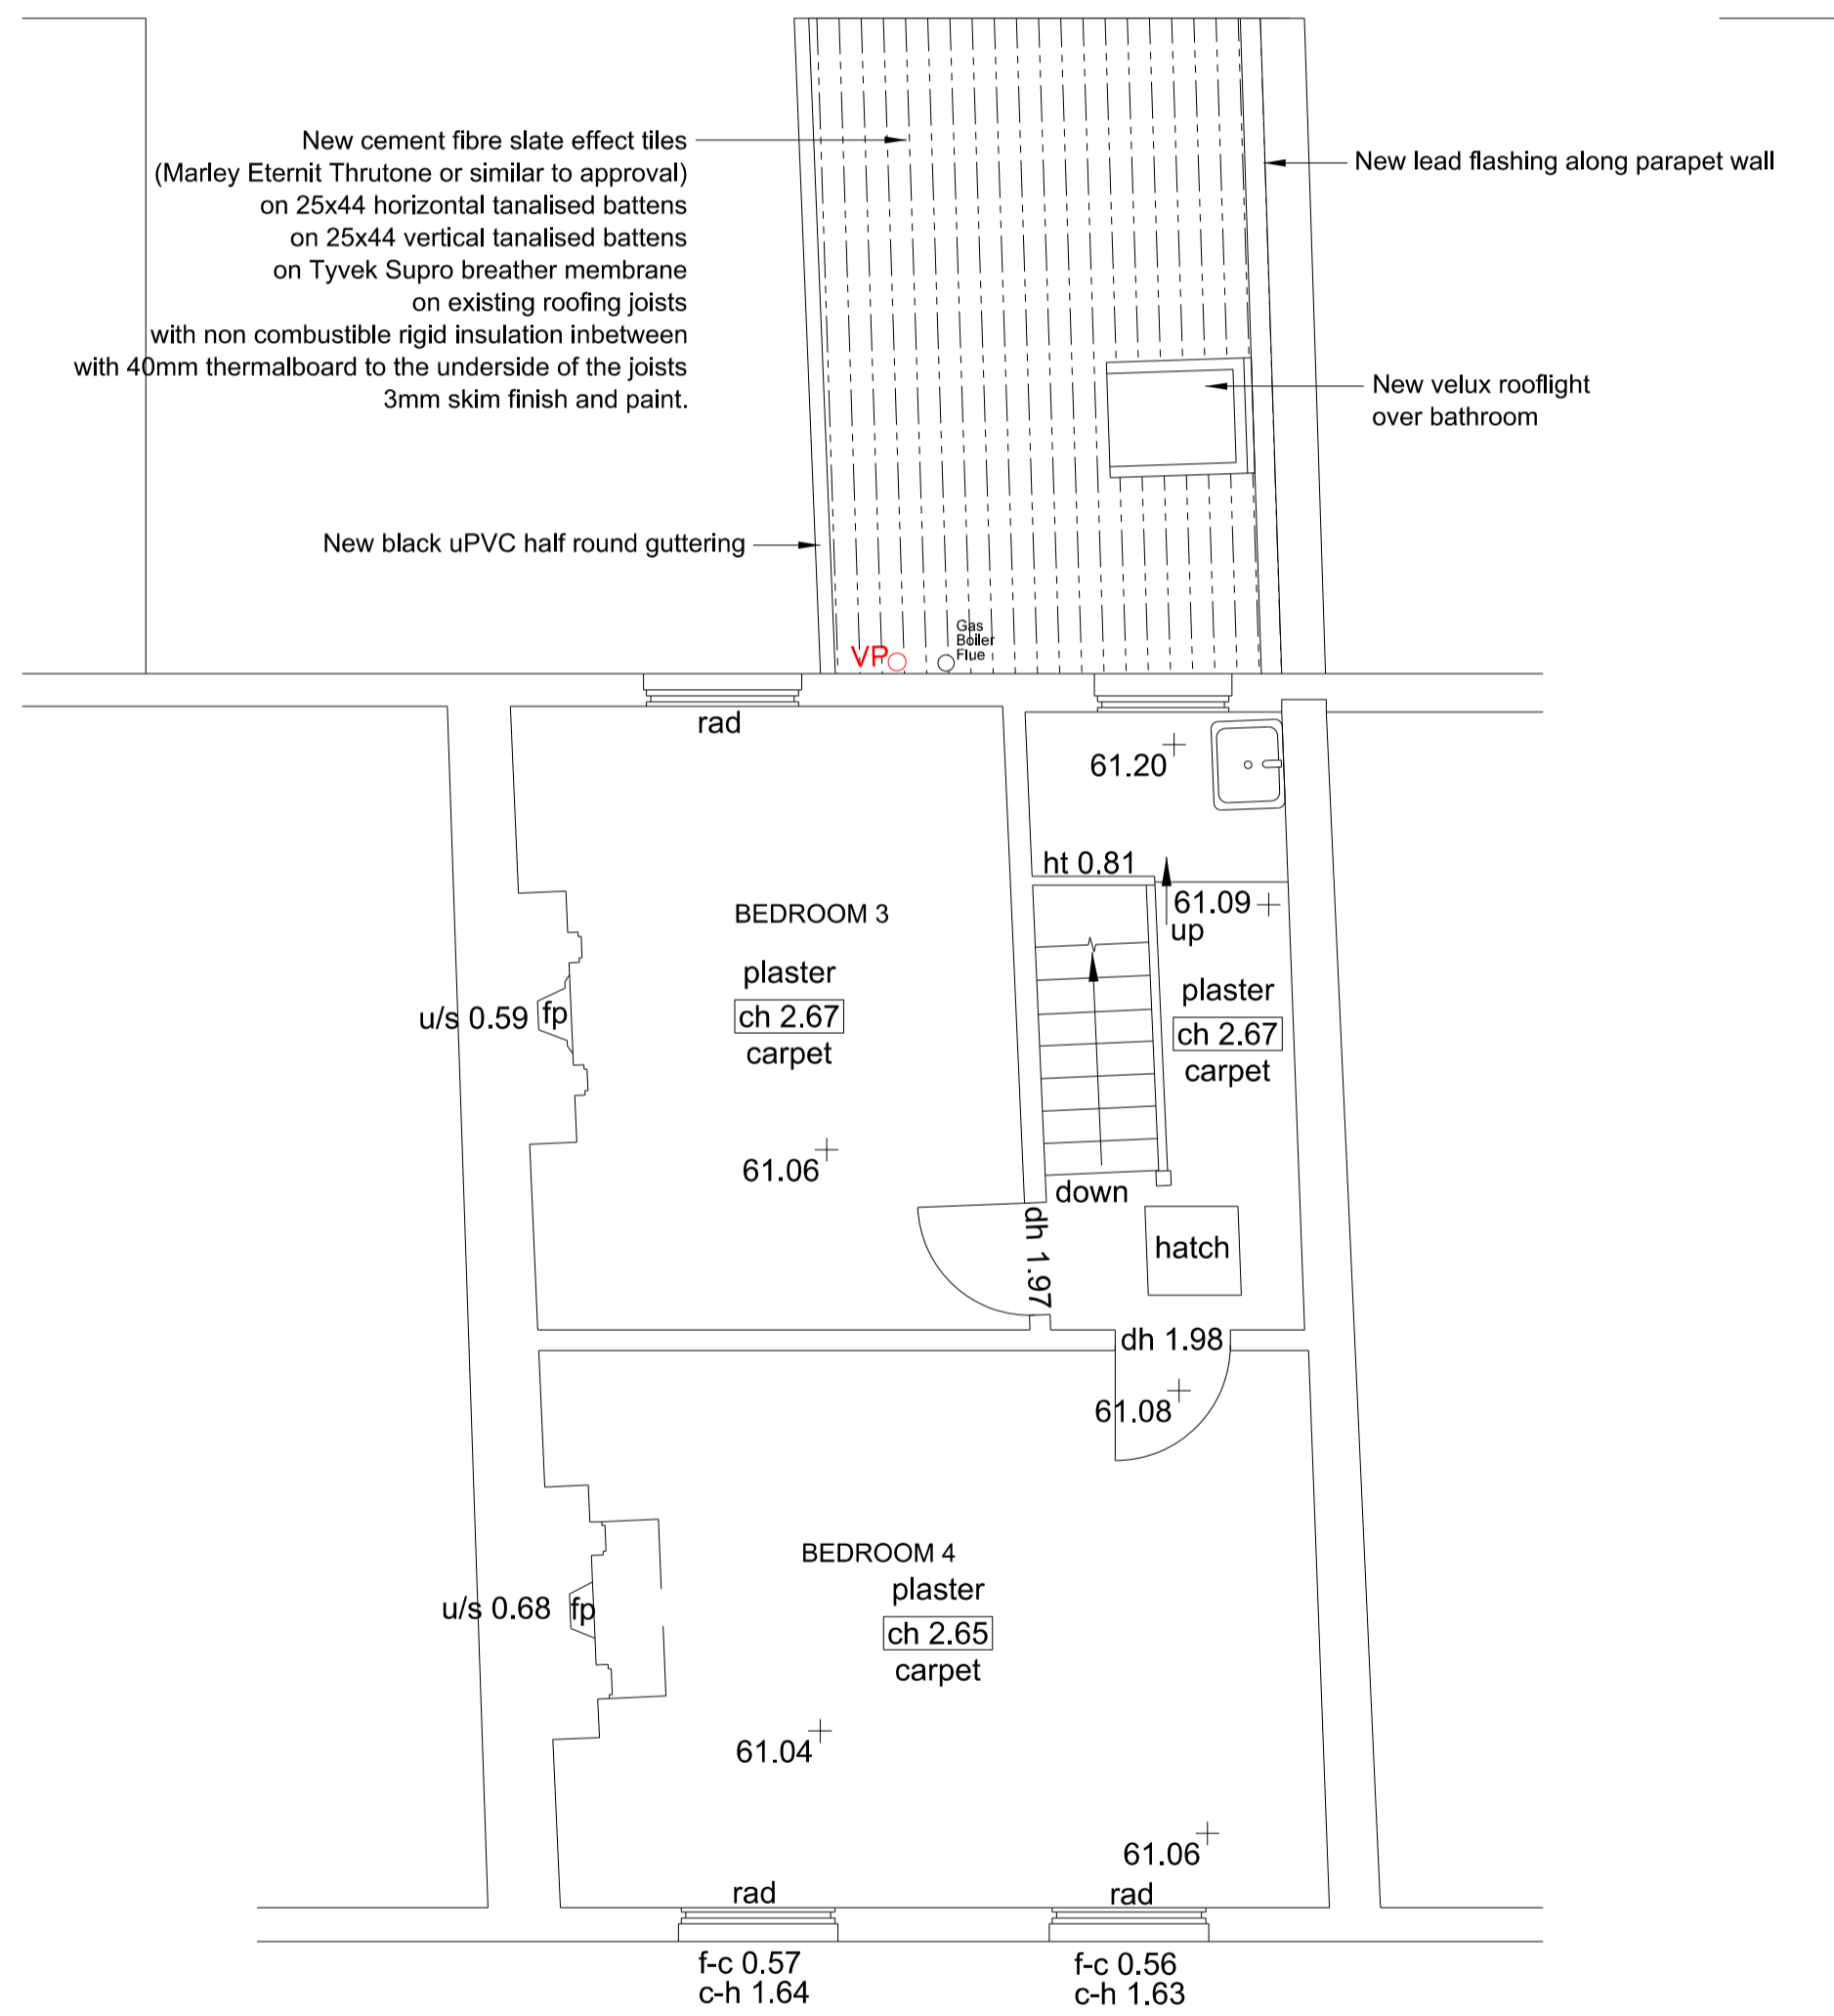 New cement fibre slate effect tiles
(Marley Eternit Thrutone or similar to approval)
on 25x44 horizontal tanalised battens
on 25x44 vertical tanalised battens
on Tyvek Supro breather membrane
on existing roofing joists
with non combustible rigid insulation inbetween
with 40mm thermalboard to the underside of the joists
3mm skim finish and paint.
New lead flashing along parapet wall
New velux rooflight
over bathroom
New black uPVC half round guttering
Gas
Boiler
Flue
VP
rad
61.20
ht 0.81
61.09
up
BEDROOM 3
plaster
ch 2.67
carpet
plaster
ch 2.67
carpet
u/s 0.59
fp
61.06
down
dh 1.97
hatch
dh 1.98
61.08
BEDROOM 4
plaster
ch 2.65
carpet
u/s 0.68
fp
61.04
61.06
rad
rad
f-c 0.57
c-h 1.64
f-c 0.56
c-h 1.63